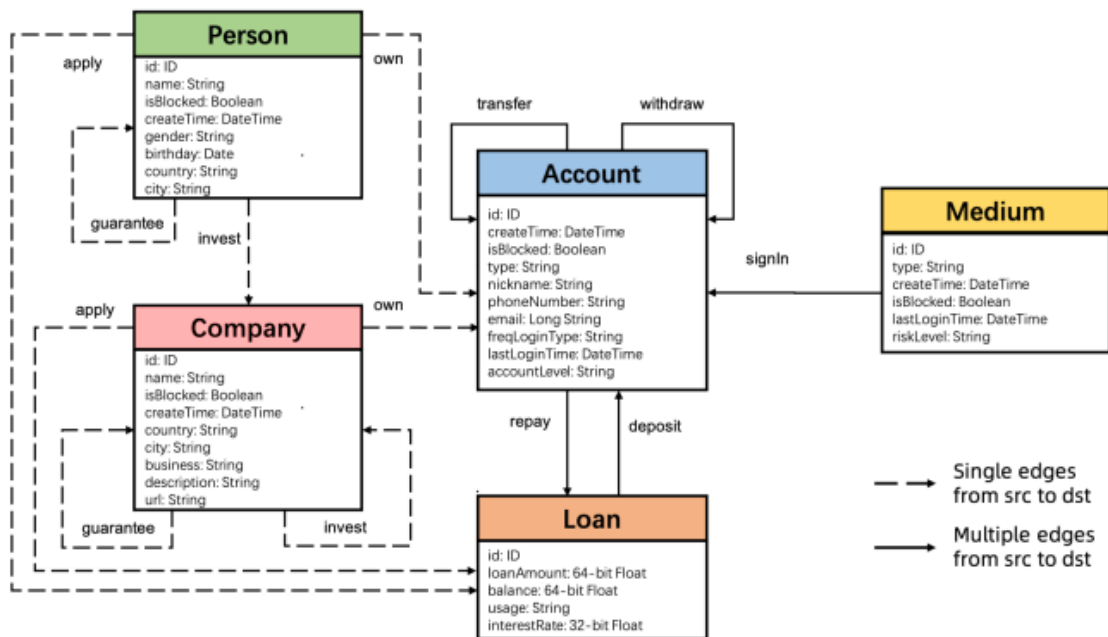 Person
id: ID
name: String
isBlocked: Boolean
createTime: DateTime
gender: String
birthday: Date
country: String
city: String
apply
own
guarantee
invest
transfer
withdraw
Account
id: ID
createTime: DateTime
isBlocked: Boolean
type: String
nickname: String
phoneNumber: String
email: Long String
freqLoginType: String
lastLoginTime: DateTime
accountLevel: String
signIn
Medium
id: ID
type: String
createTime: DateTime
isBlocked: Boolean
lastLoginTime: DateTime
riskLevel: String
apply
own
Company
id: ID
name: String
isBlocked: Boolean
createTime: DateTime
country: String
city: String
business: String
description: String
url: String
guarantee
invest
repay
deposit
Loan
id: ID
loanAmount: 64-bit Float
balance: 64-bit Float
usage: String
interestRate: 32-bit Float
Single edges
from src to dst
Multiple edges
from src to dst